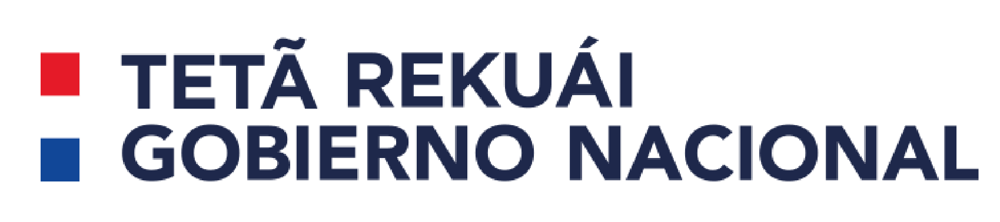 TETÃ REKUÁI
GOBIERNO NACIONAL